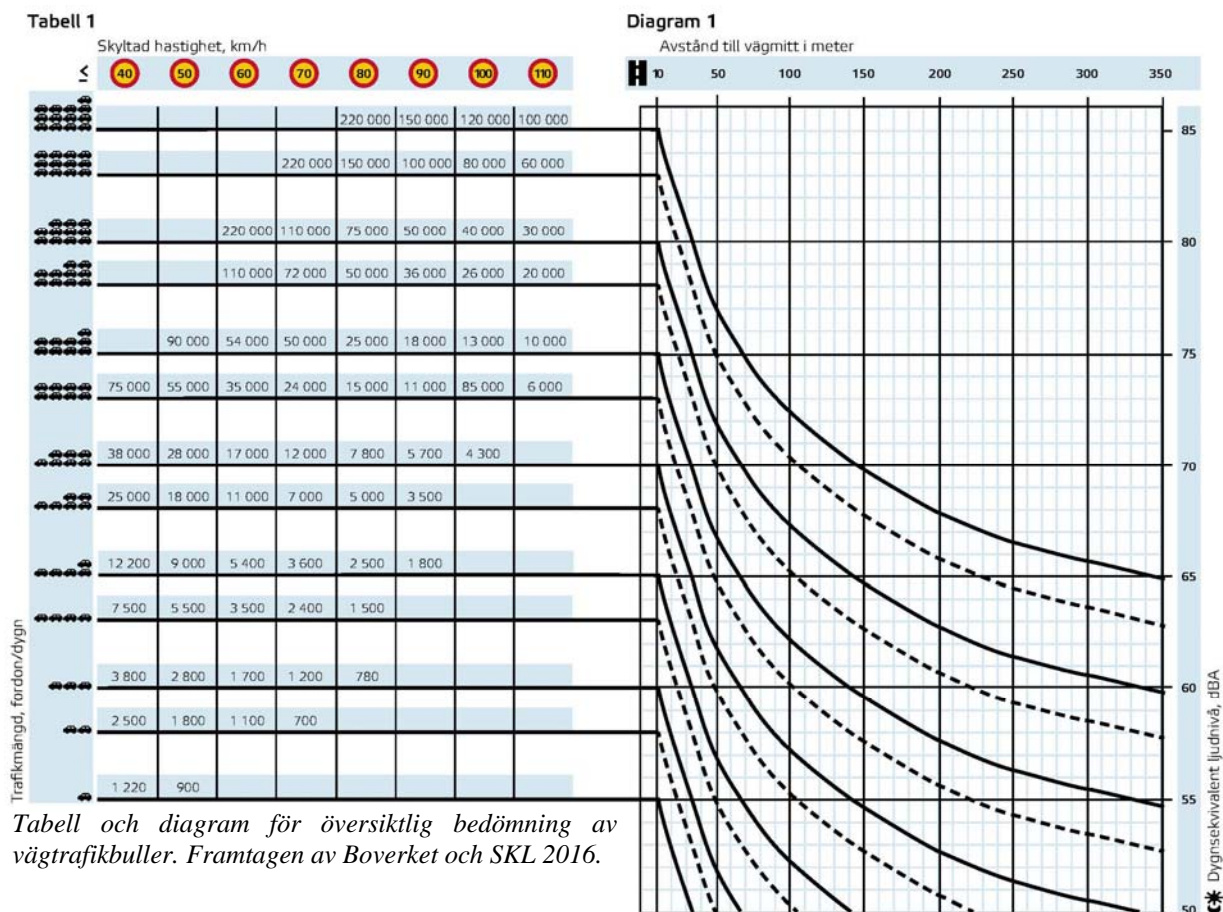 Tabell 1
Skyltad hastighet, km/h
≤ 40 50 60 70 80 90 100 110
220 000 150 000 120 000 100 000
220 000 150 000 100 000 80 000 60 000
220 000 110 000 75 000 50 000 40 000 30 000
110 000 72 000 50 000 36 000 26 000 20 000
90 000 54 000 50 000 25 000 18 000 13 000 10 000
75 000 55 000 35 000 24 000 15 000 11 000 85 000 6 000
38 000 28 000 17 000 12 000 7 800 5 700 4 300
25 000 18 000 11 000 7 000 5 000 3 500
12 200 9 000 5 400 3 600 2 500 1 800
7 500 5 500 3 500 2 400 1 500
3 800 2 800 1 700 1 200 780
2 500 1 800 1 100 700
1 220 900
Trafikmängd, fordon/dygn
Tabell och diagram för översiktlig bedömning av
vägtrafikbuller. Framtagen av Boverket och SKL 2016.
Diagram 1
Avstånd till vägmitt i meter
10 50 100 150 200 250 300 350
85
80
75
70
65
60
55
50
Dygnsekvivalent ljudnivå, dBA